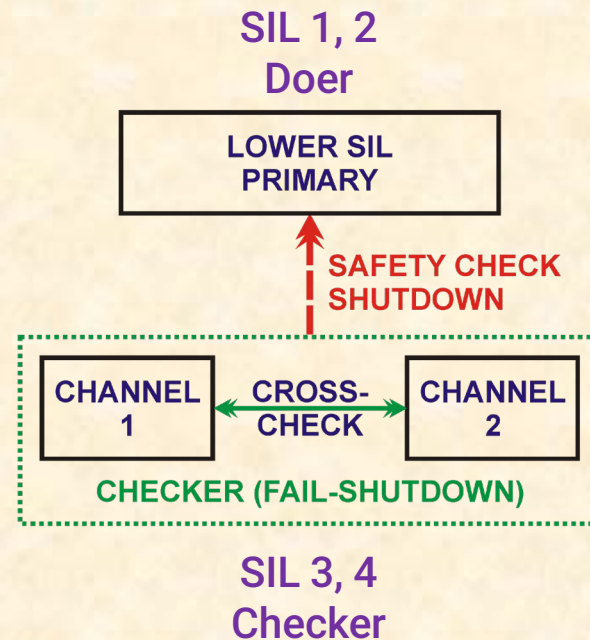 SIL 1, 2
Doer
LOWER SIL
PRIMARY
SAFETY CHECK
SHUTDOWN
CHANNEL
1
CROSS-
CHECK
CHANNEL
2
CHECKER (FAIL-SHUTDOWN)
SIL 3, 4
Checker